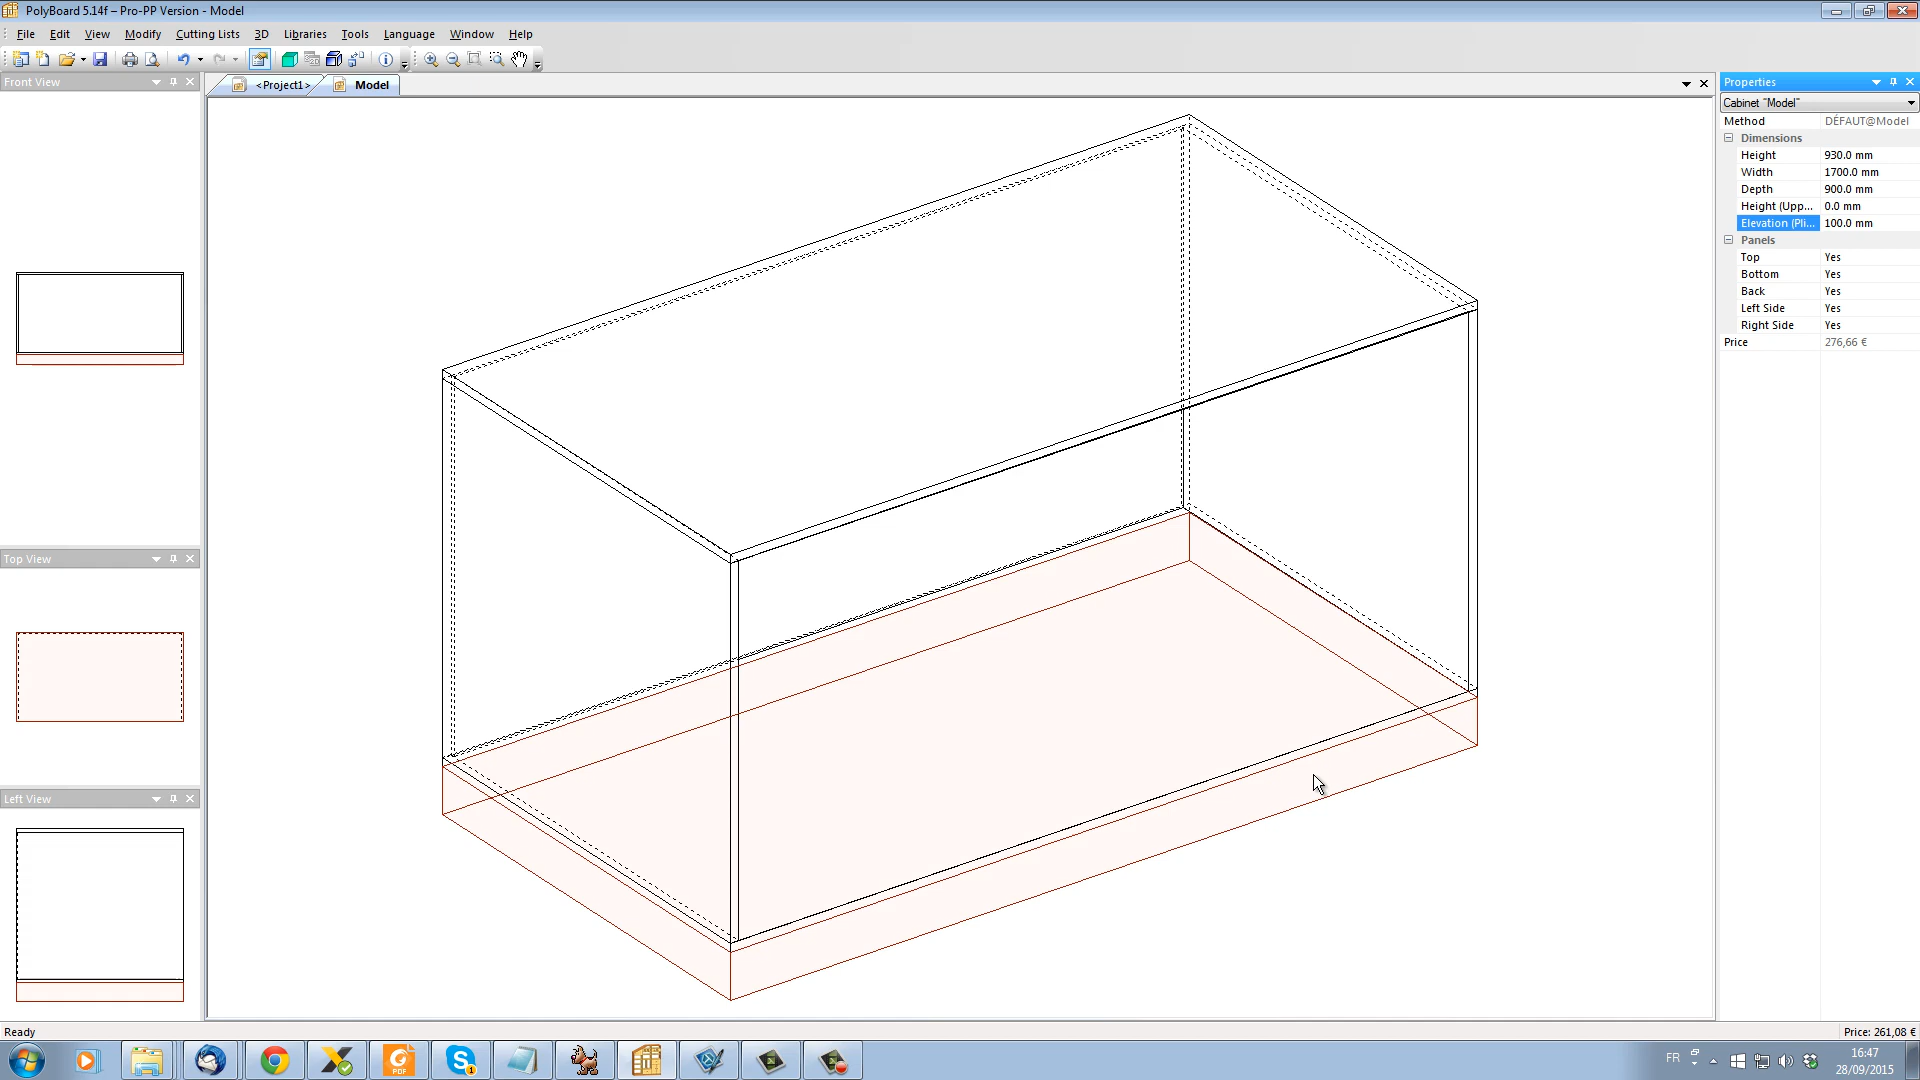 PolyBoard 5.14f – Pro-PP Version - Model
File Edit View Modify Cutting Lists 3D Libraries Tools Language Window Help
Front View
<Project1> Model
Properties
Cabinet "Model"
Method DÉFAUT@Model
Dimensions
Height 930.0 mm
Width 1700.0 mm
Depth 900.0 mm
Height (Upp... 0.0 mm
Elevation (Pli... 100.0 mm
Panels
Top Yes
Bottom Yes
Back Yes
Left Side Yes
Right Side Yes
Price 276,66 €
Top View
Left View
Ready
Price: 261,08 €
PDF
S
1
FR
16:47
28/09/2015